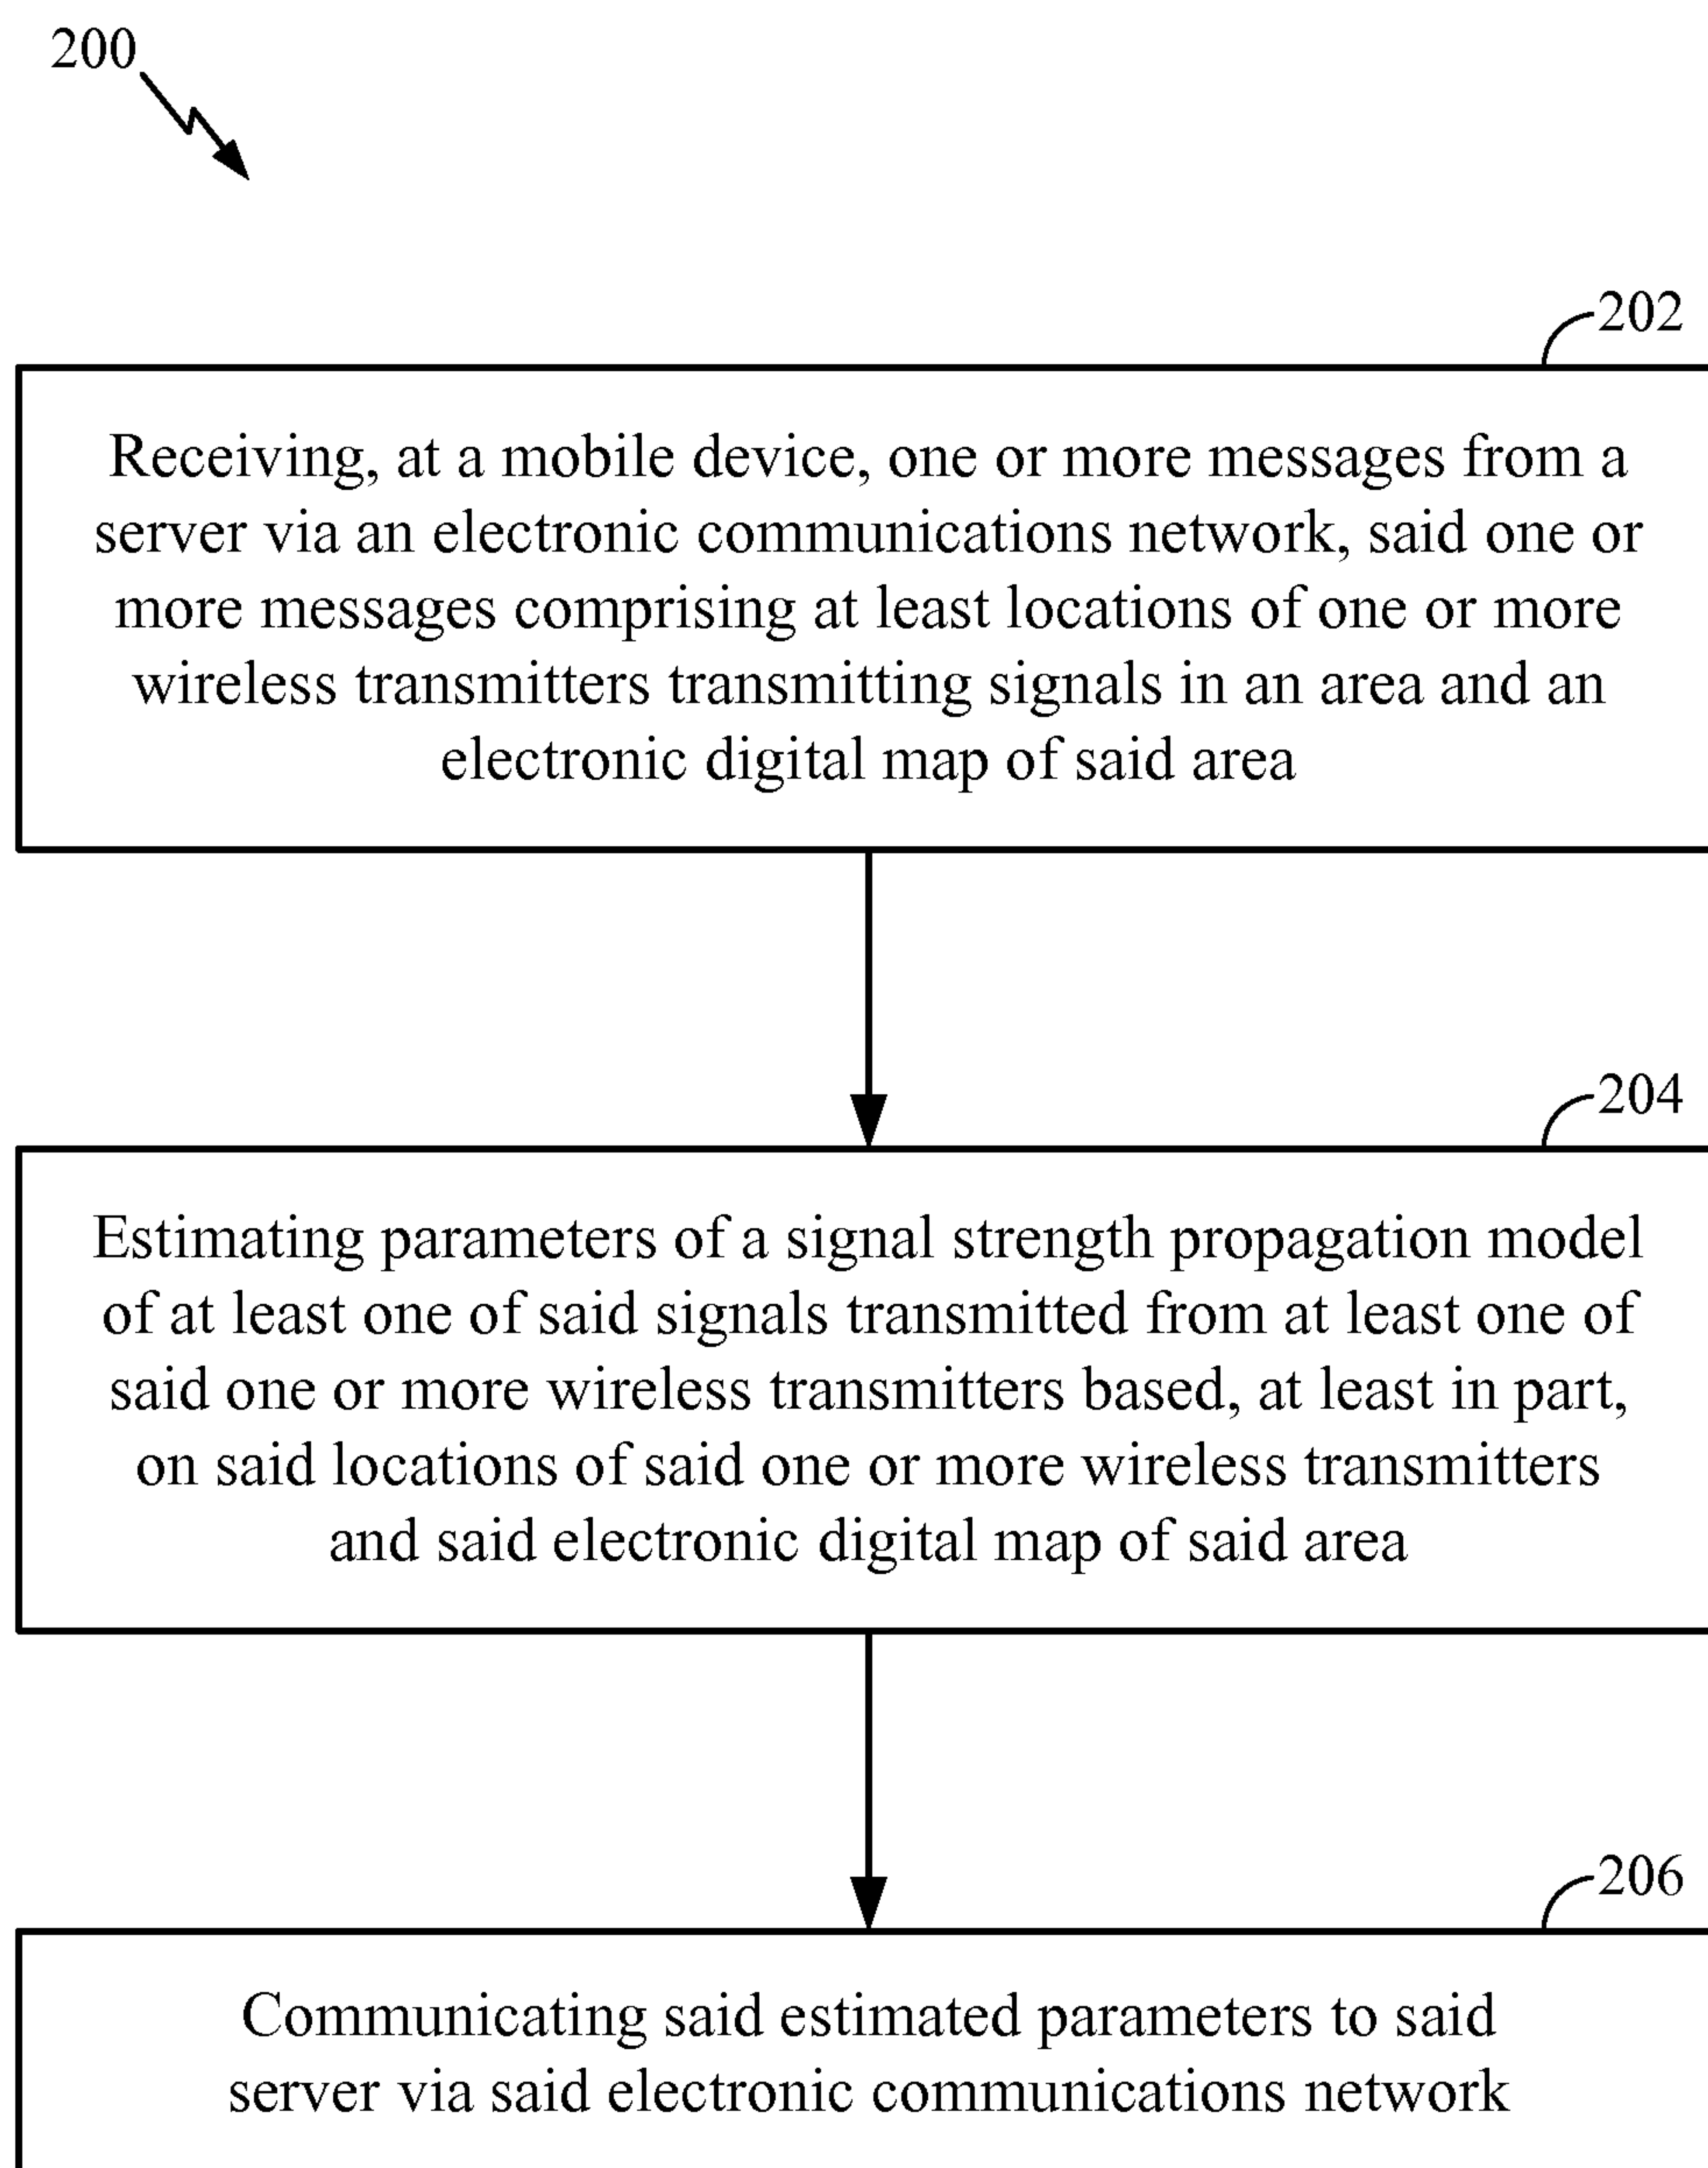 200
202
Receiving, at a mobile device, one or more messages from a
server via an electronic communications network, said one or
more messages comprising at least locations of one or more
wireless transmitters transmitting signals in an area and an
electronic digital map of said area
204
Estimating parameters of a signal strength propagation model
of at least one of said signals transmitted from at least one of
said one or more wireless transmitters based, at least in part,
on said locations of said one or more wireless transmitters
and said electronic digital map of said area
206
Communicating said estimated parameters to said
server via said electronic communications network